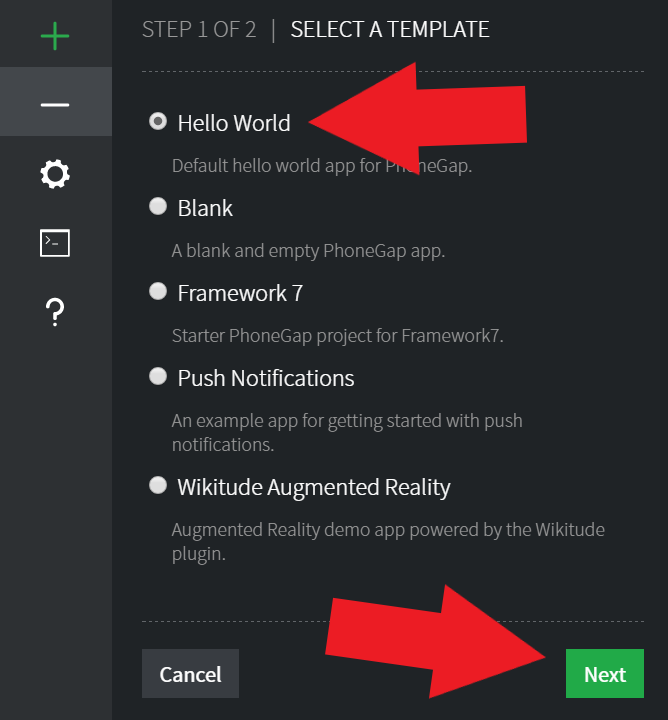 STEP 1 OF 2 | SELECT A TEMPLATE
Hello World
Default hello world app for PhoneGap.
Blank
A blank and empty PhoneGap app.
Framework 7
Starter PhoneGap project for Framework7.
Push Notifications
An example app for getting started with push
notifications.
Wikitude Augmented Reality
Augmented Reality demo app powered by the Wikitude
plugin.
Cancel
Next